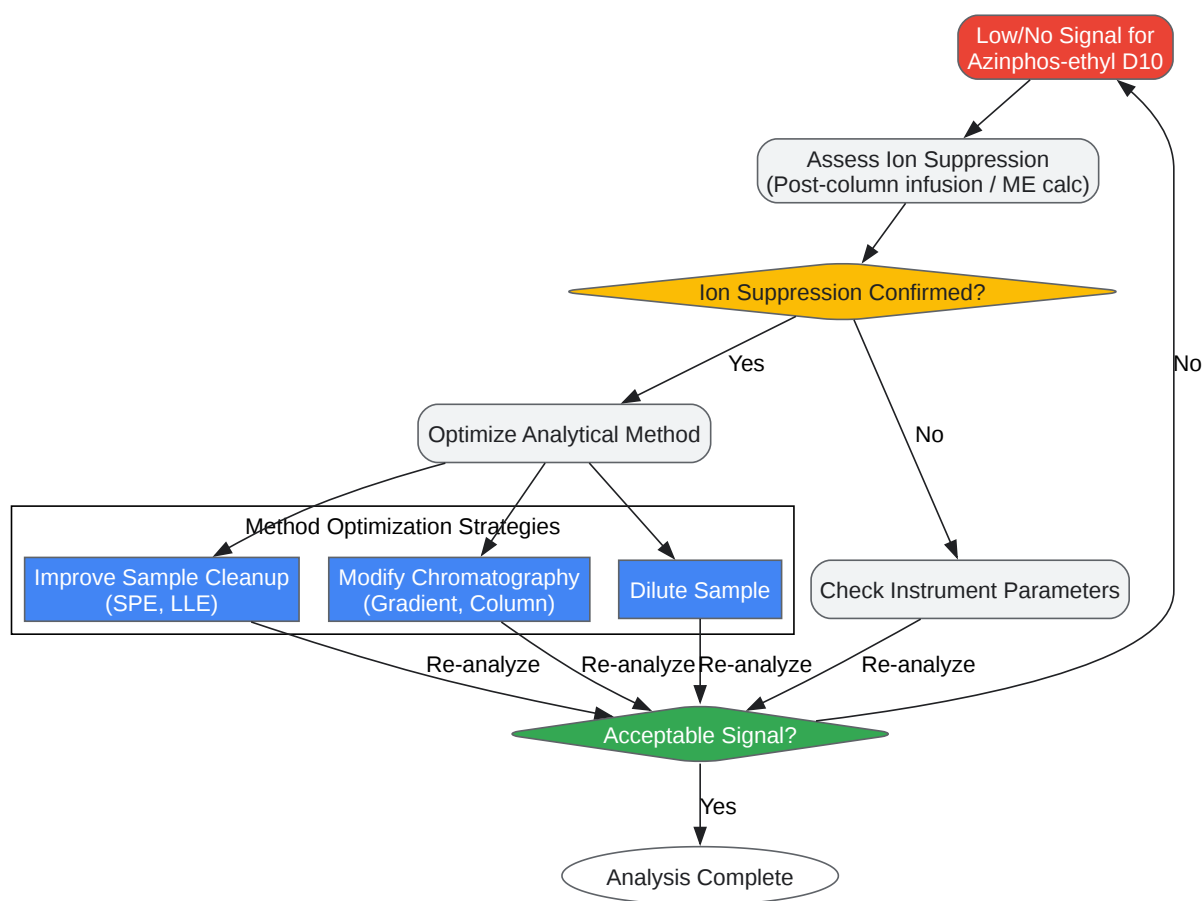 Low/No Signal for
Azinphos-ethyl D10
Assess Ion Suppression
(Post-column infusion / ME calc)
Ion Suppression Confirmed?
Yes
No
No
Optimize Analytical Method
Method Optimization Strategies
Improve Sample Cleanup
(SPE, LLE)
Modify Chromatography
(Gradient, Column)
Dilute Sample
Check Instrument Parameters
Re-analyze
Re-analyze
Re-analyze
Re-analyze
Acceptable Signal?
Yes
Analysis Complete